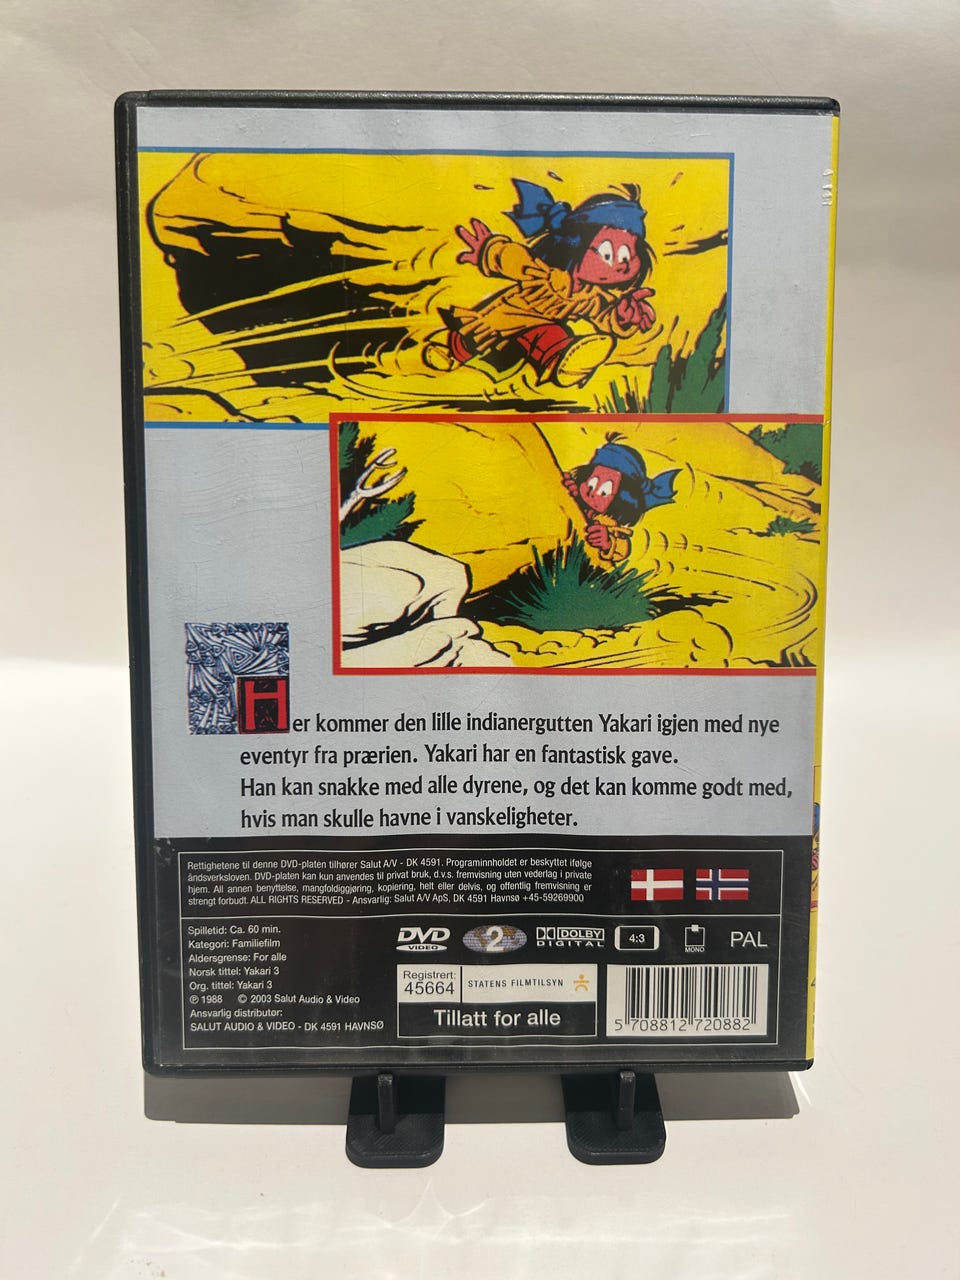 Her kommer den lille indianergutten Yakari igjen med nye
eventyr fra prærien. Yakari har en fantastisk gave.
Han kan snakke med alle dyrene, og det kan komme godt med,
hvis man skulle havne i vanskeligheter.
Rettighetene til denne DVD-platen tilhører Salut A/V - DK 4591. Programinnholdet er beskyttet ifølge
åndsverksloven. DVD-platen kan kun anvendes til privat bruk, d.v.s. fremvisning uten vederlag i private
hjem. All annen benyttelse, mangfoldiggjøring, kopiering, helt eller delvis, og offentlig fremvisning er
strengt forbudt. ALL RIGHTS RESERVED - Ansvarlig: Salut A/V ApS, DK 4591 Havnsø +45-59269900
Spilletid: Ca. 60 min.
Kategori: Familiefilm
Aldersgrense: For alle
Norsk tittel: Yakari 3
Org. tittel: Yakari 3
℗ 1988 © 2003 Salut Audio & Video
Ansvarlig distributør:
SALUT AUDIO & VIDEO - DK 4591 HAVNSØ
DVD VIDEO
2
DOLBY DIGITAL
4:3
MONO
PAL
Registrert:
45664
STATENS FILMTILSYN
Tillatt for alle
5 708812 720882